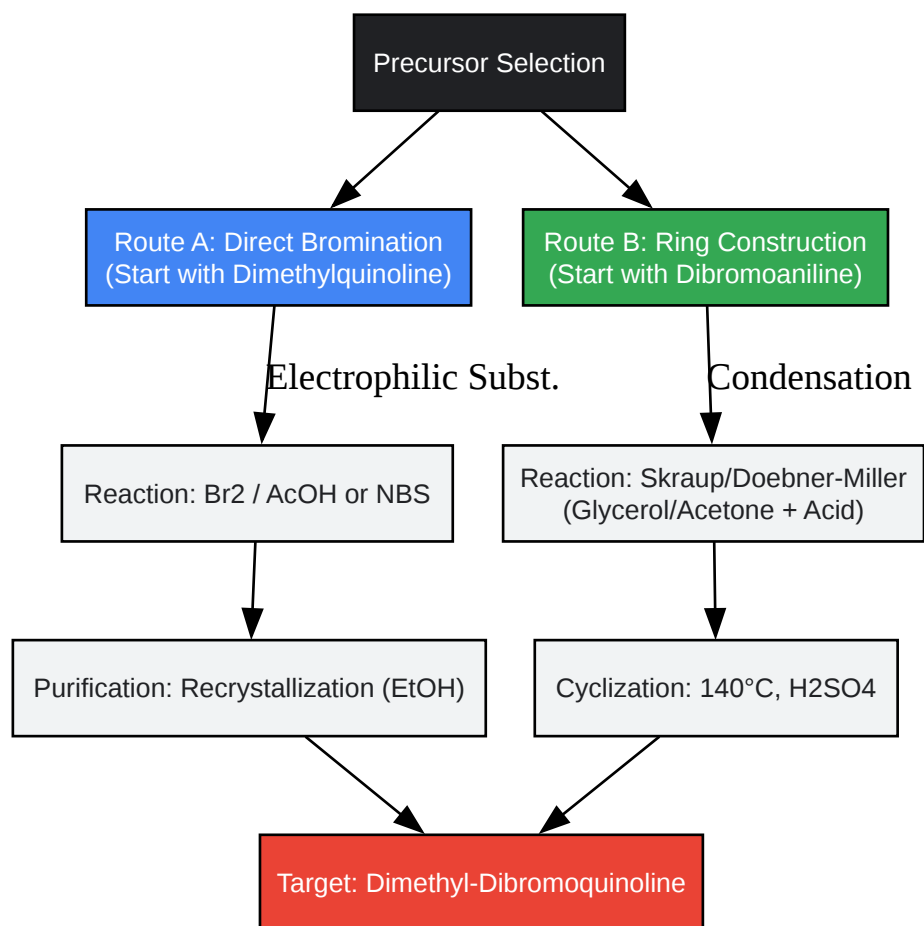 Precursor Selection
Route A: Direct Bromination
(Start with Dimethylquinoline)
Route B: Ring Construction
(Start with Dibromoaniline)
Electrophilic Subst.
Condensation
Reaction: Br2 / AcOH or NBS
Reaction: Skraup/Doebner-Miller
(Glycerol/Acetone + Acid)
Purification: Recrystallization (EtOH)
Cyclization: 140°C, H2SO4
Target: Dimethyl-Dibromoquinoline